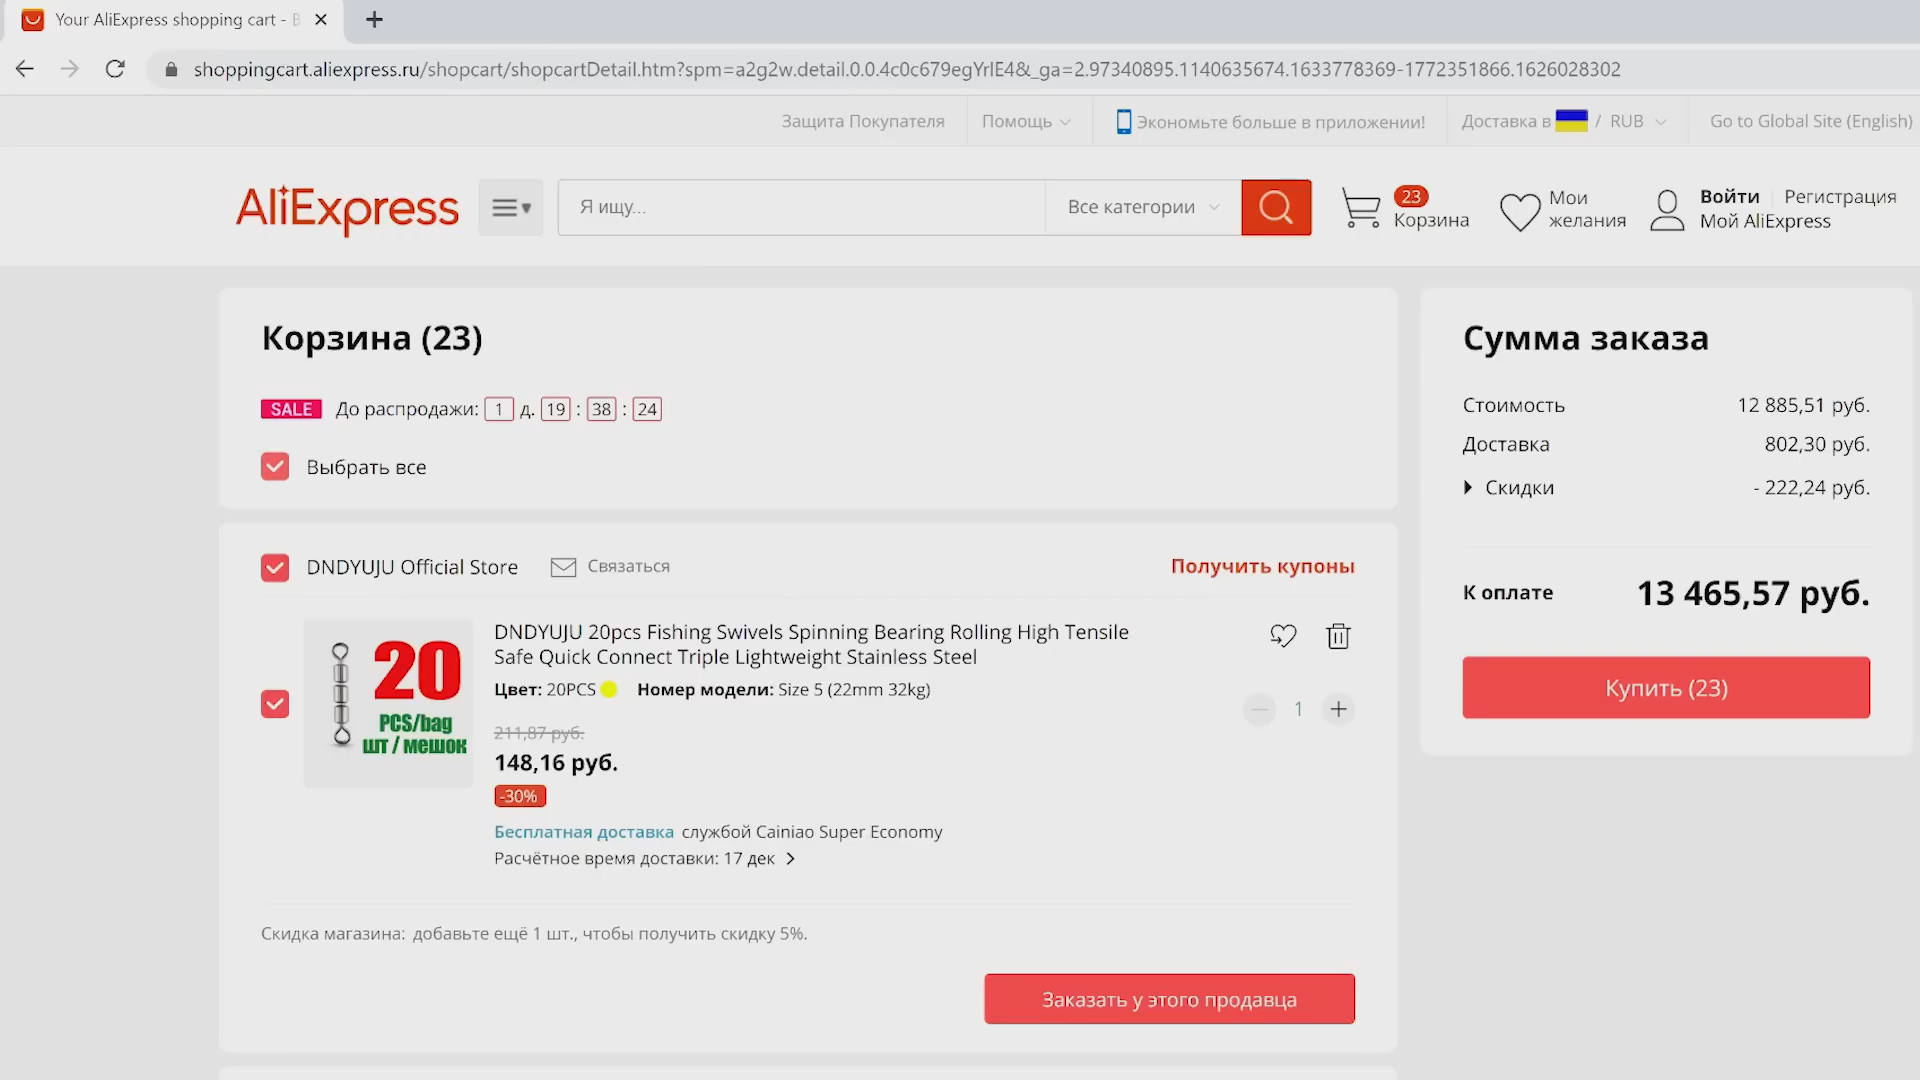 Your AliExpress shopping cart - B
shoppingcart.aliexpress.ru/shopcart/shopcartDetail.htm?spm=a2g2w.detail.0.0.4c0c679egYrIE4&_ga=2.97340895.1140635674.1633778369-1772351866.1626028302
Защита Покупателя Помощь Экономьте больше в приложении! Доставка в / RUB Go to Global Site (English)
AliExpress
Я ищу...
Все категории
23
Корзина
Мои
желания
Войти Регистрация
Мой AliExpress
Корзина (23)
SALE До распродажи: 1 д. 19 : 38 : 24
Выбрать все
DNDYUJU Official Store Связаться Получить купоны
20
PCS/bag
шт / мешок
DNDYUJU 20pcs Fishing Swivels Spinning Bearing Rolling High Tensile
Safe Quick Connect Triple Lightweight Stainless Steel
Цвет: 20PCS Номер модели: Size 5 (22mm 32kg)
1
211,87 руб.
148,16 руб.
-30%
Бесплатная доставка службой Cainiao Super Economy
Расчётное время доставки: 17 дек
Скидка магазина: добавьте ещё 1 шт., чтобы получить скидку 5%.
Заказать у этого продавца
Сумма заказа
Стоимость 12 885,51 руб.
Доставка 802,30 руб.
Скидки - 222,24 руб.
К оплате 13 465,57 руб.
Купить (23)